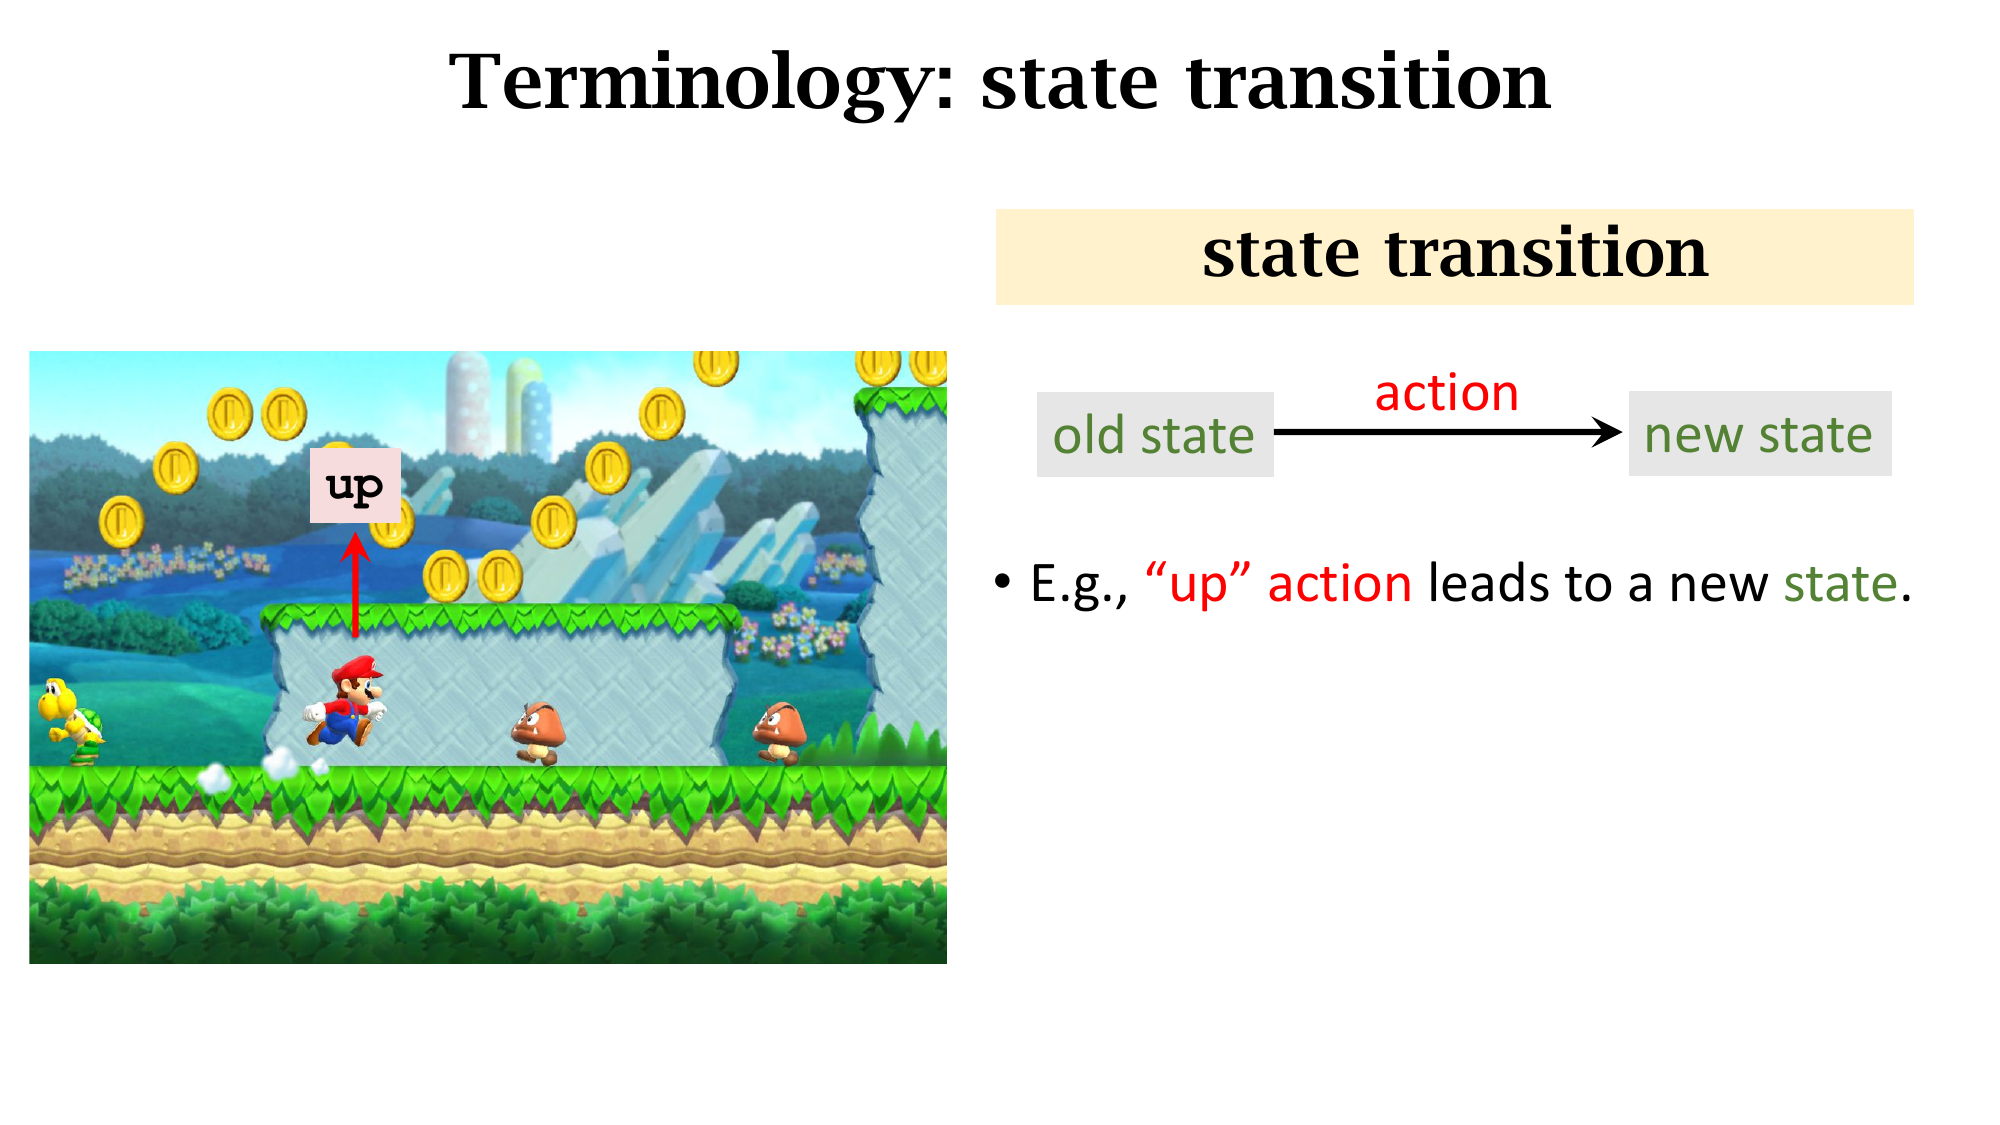 Terminology: state transition
state transition
old state
action
new state
up
• E.g., “up” action leads to a new state.